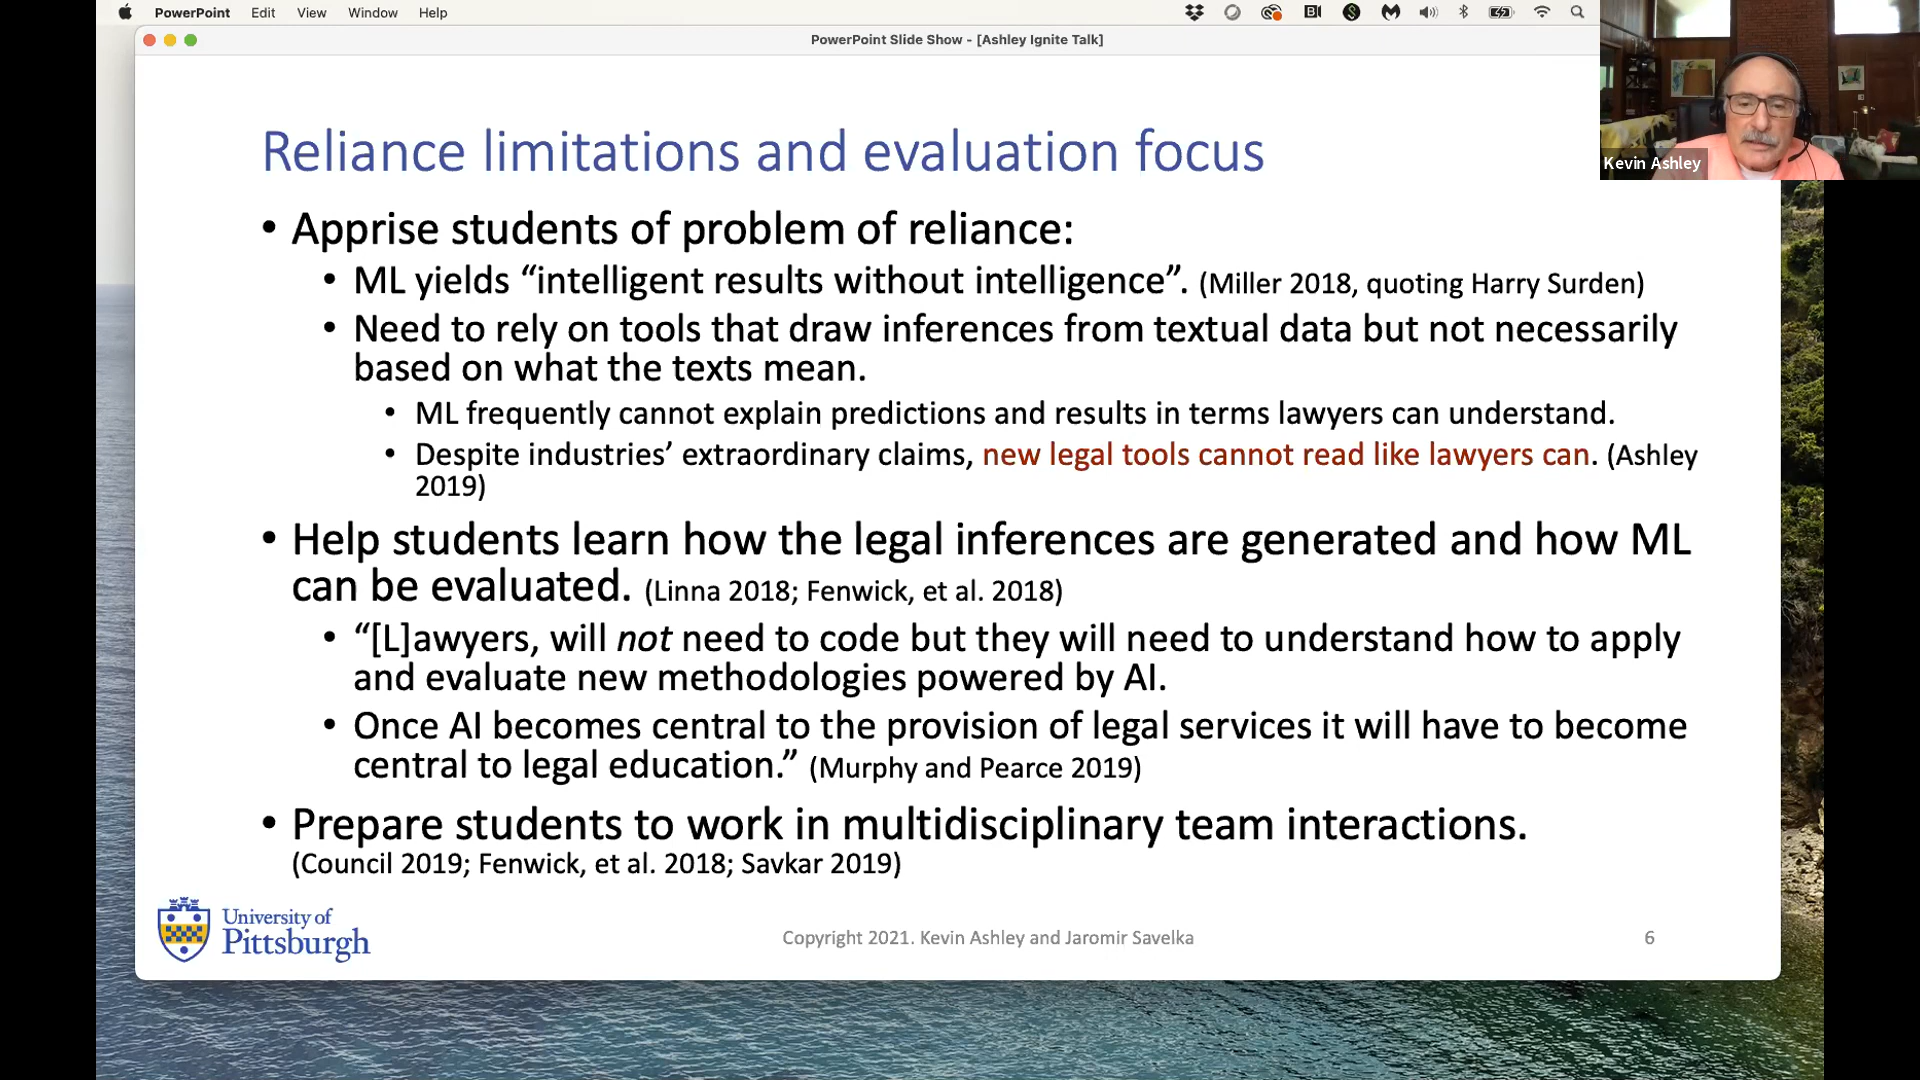 PowerPoint Edit View Window Help
PowerPoint Slide Show - [Ashley Ignite Talk]
Kevin Ashley
Reliance limitations and evaluation focus
• Apprise students of problem of reliance:
• ML yields “intelligent results without intelligence”. (Miller 2018, quoting Harry Surden)
• Need to rely on tools that draw inferences from textual data but not necessarily
based on what the texts mean.
• ML frequently cannot explain predictions and results in terms lawyers can understand.
• Despite industries’ extraordinary claims, new legal tools cannot read like lawyers can. (Ashley
2019)
• Help students learn how the legal inferences are generated and how ML
can be evaluated. (Linna 2018; Fenwick, et al. 2018)
• “[L]awyers, will not need to code but they will need to understand how to apply
and evaluate new methodologies powered by AI.
• Once AI becomes central to the provision of legal services it will have to become
central to legal education.” (Murphy and Pearce 2019)
• Prepare students to work in multidisciplinary team interactions.
(Council 2019; Fenwick, et al. 2018; Savkar 2019)
University of
Pittsburgh
Copyright 2021. Kevin Ashley and Jaromir Savelka
6